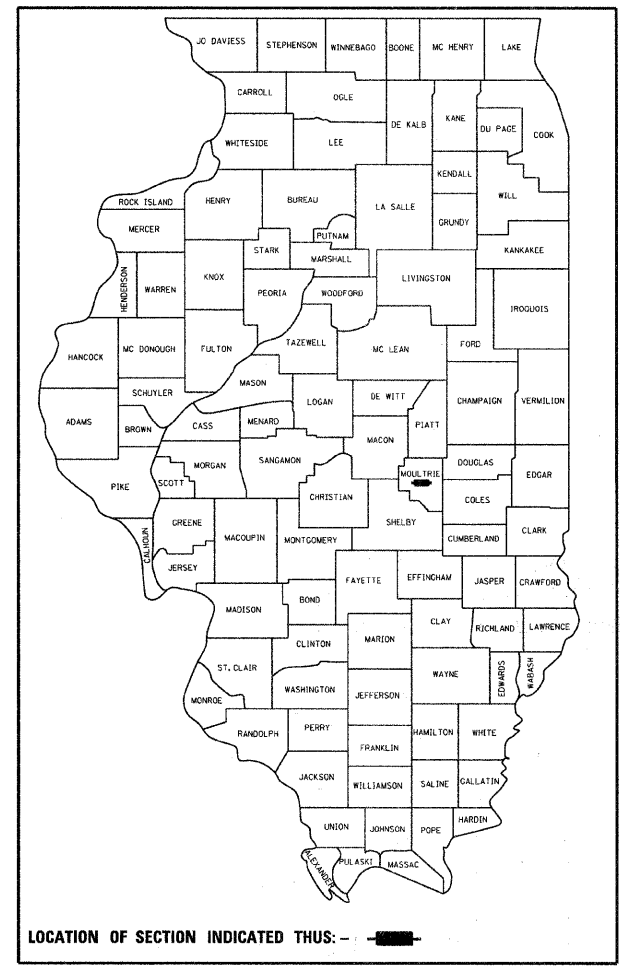 JO DAVIESS
STEPHENSON
WINNEBAGO
BOONE
MC HENRY
LAKE
CARROLL
OGLE
DE KALB
KANE
DU PAGE
COOK
WHITESIDE
LEE
KENDALL
WILL
ROCK ISLAND
HENRY
BUREAU
LA SALLE
GRUNDY
MERCER
PUTNAM
STARK
MARSHALL
KANKAKEE
HENDERSON
WARREN
KNOX
PEORIA
WOODFORD
LIVINGSTON
IROQUOIS
HANCOCK
MC DONOUGH
FULTON
TAZEWELL
MC LEAN
FORD
MASON
SCHUYLER
LOGAN
DE WITT
CHAMPAIGN
VERMILION
ADAMS
BROWN
CASS
MENARD
MACON
PIATT
PIKE
SCOTT
MORGAN
SANGAMON
MOULTRIE
DOUGLAS
EDGAR
CHRISTIAN
COLES
CALHOUN
GREENE
MACOUPIN
MONTGOMERY
SHELBY
CUMBERLAND
CLARK
JERSEY
FAYETTE
EFFINGHAM
JASPER
CRAWFORD
MADISON
BOND
CLAY
RICHLAND
LAWRENCE
CLINTON
MARION
ST. CLAIR
WAYNE
EDWARDS
WABASH
MONROE
WASHINGTON
JEFFERSON
RANDOLPH
PERRY
HAMILTON
WHITE
FRANKLIN
JACKSON
WILLIAMSON
SALINE
GALLATIN
UNION
JOHNSON
POPE
HARDIN
ALEXANDER
PULASKI
MASSAC
LOCATION OF SECTION INDICATED THUS: –